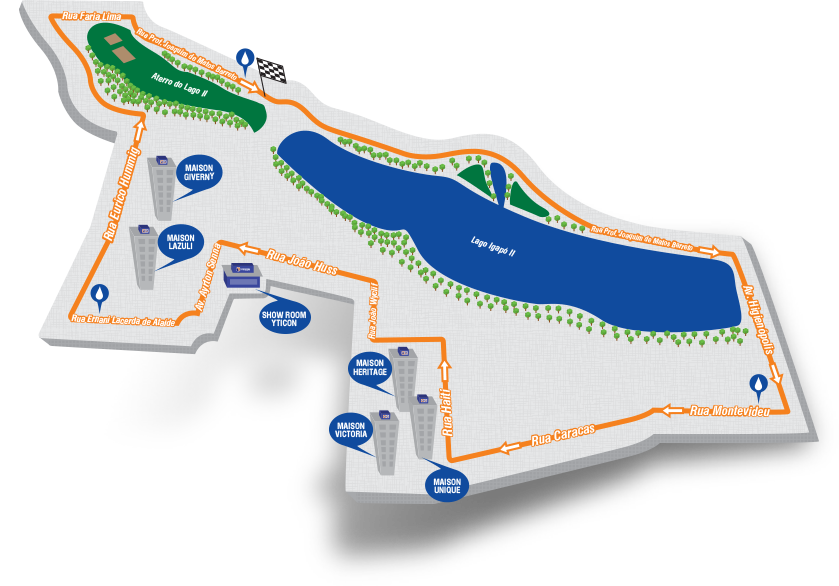 Rua Faria Lima
Rua Prof. Joaquim de Matos Barreto
Aterro do Lago II
Rua Eurico Hummig
MAISON
GIVERNY
MAISON
LAZULI
Lago Igapó II
Rua Prof. Joaquim de Matos Barreto
Av. Ayrton Senna
Rua João Huss
SHOW ROOM
YTICON
Rua Ernani Lacerda de Ataíde
Rua João Wyclif
Av. Higienópolis
MAISON
HERITAGE
Rua Haiti
Rua Montevideu
MAISON
VICTORIA
Rua Caracas
MAISON
UNIQUE